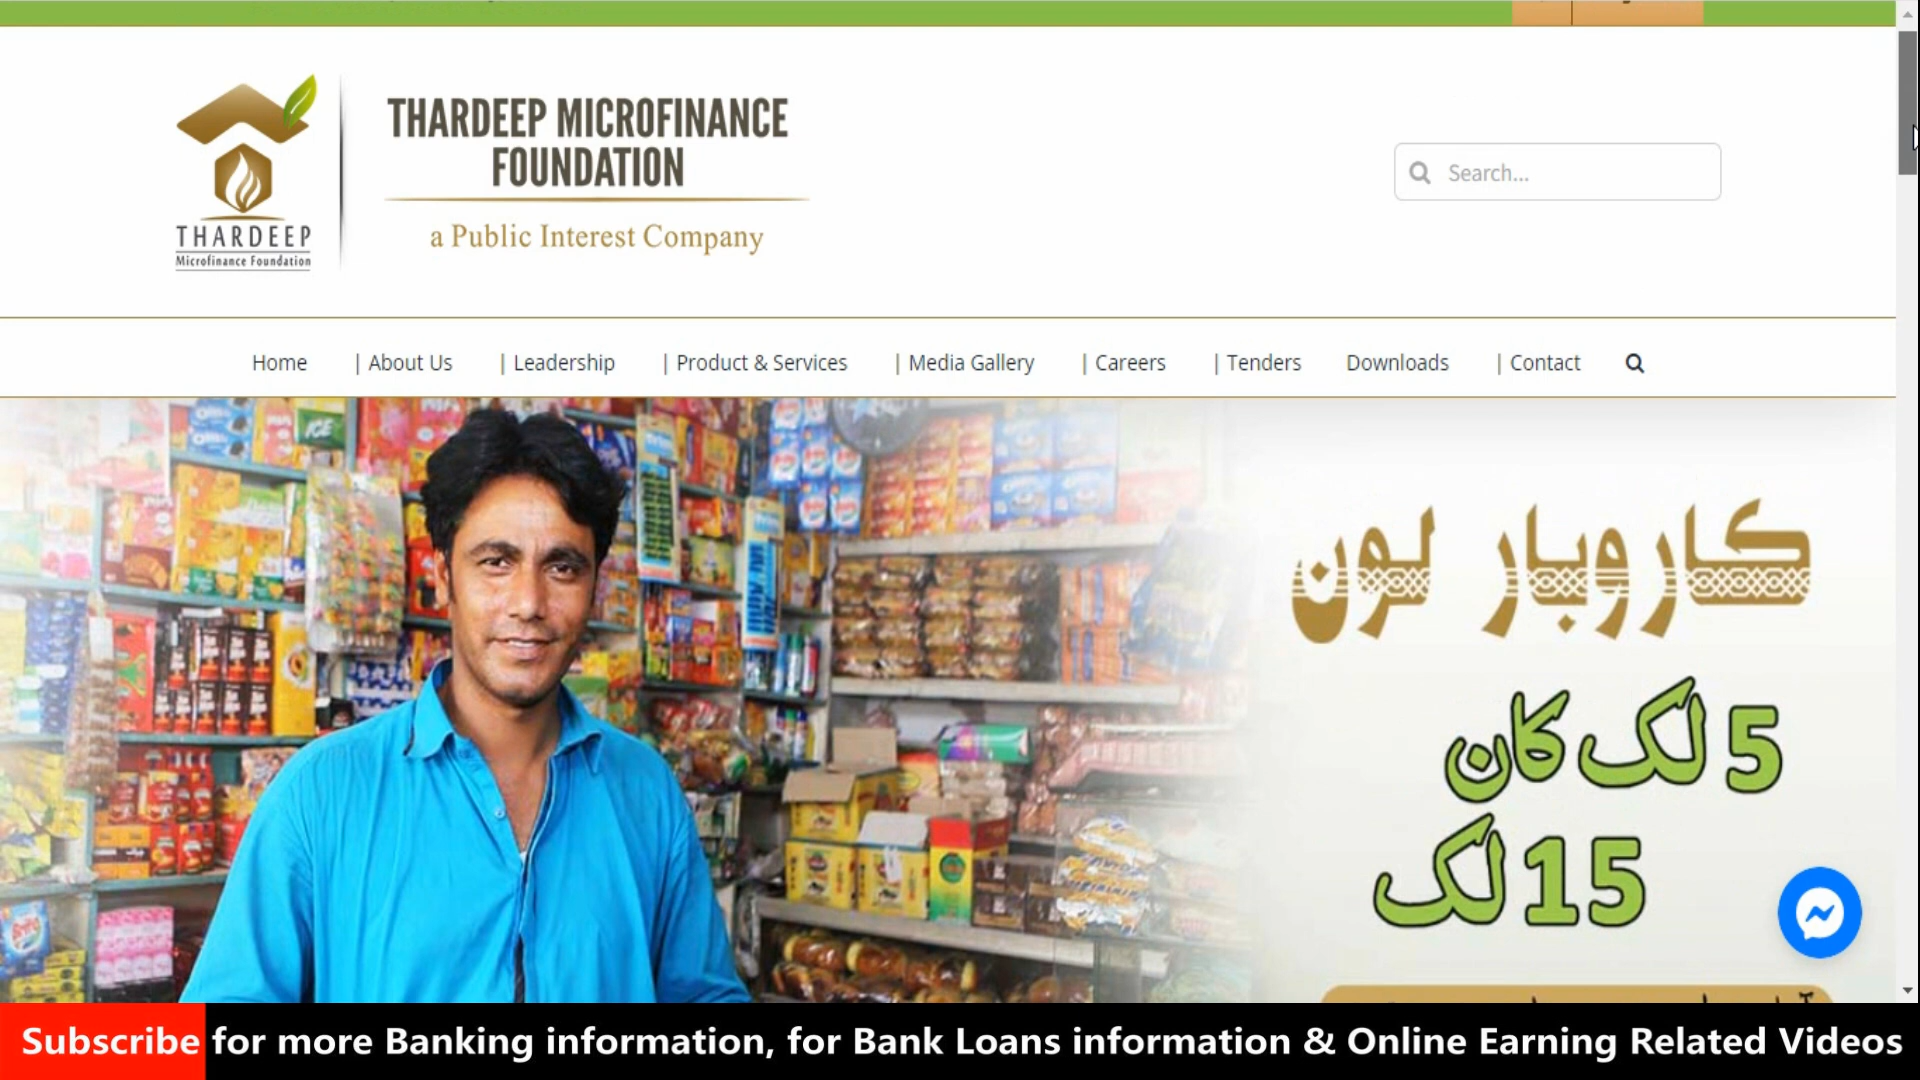 THARDEEP
Microfinance Foundation
THARDEEP MICROFINANCE
FOUNDATION
a Public Interest Company
Search...
Home | About Us | Leadership | Product & Services | Media Gallery | Careers | Tenders Downloads | Contact
ICE
ڪاروبار لون
5 لک کان
15 لک
Subscribe for more Banking information, for Bank Loans information & Online Earning Related Videos